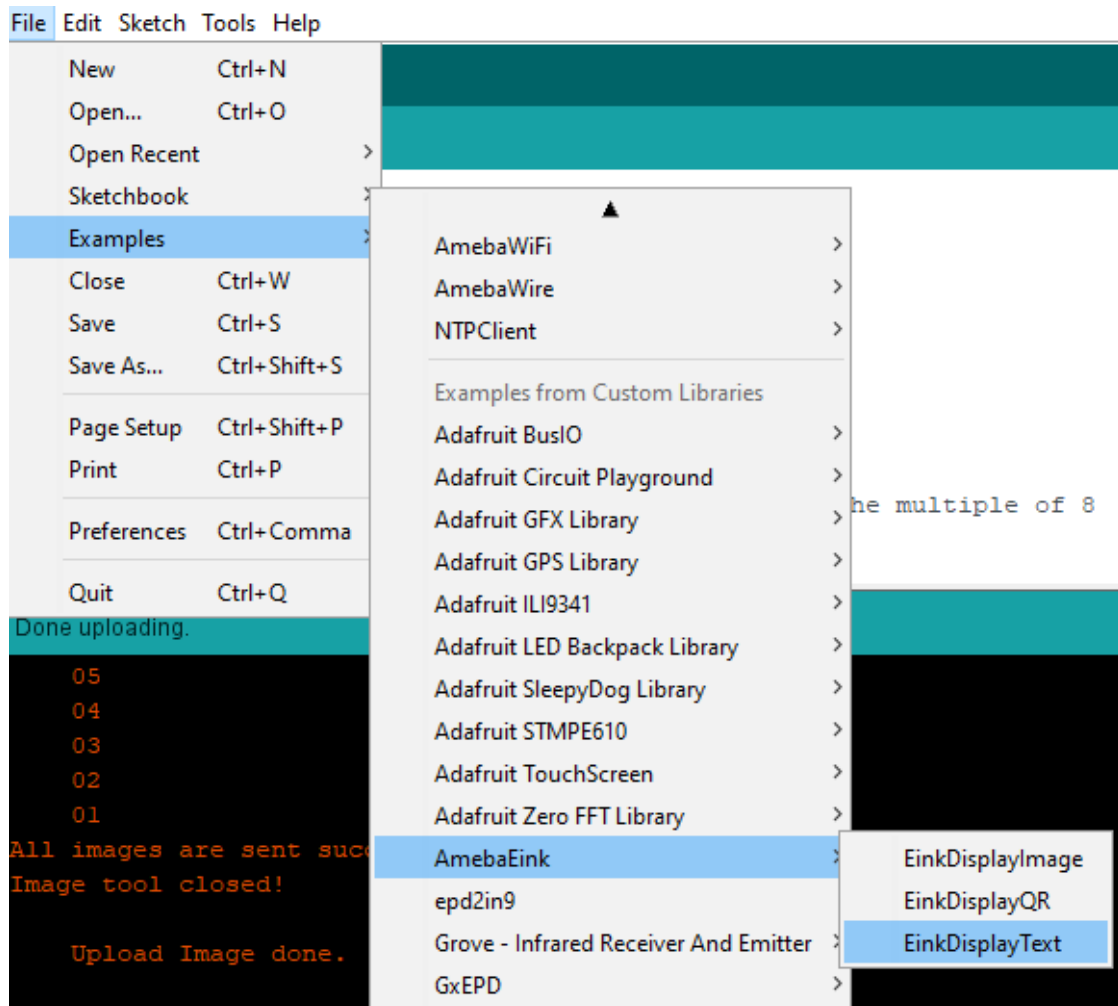 File Edit Sketch Tools Help
New Ctrl+N
Open... Ctrl+O
Open Recent
Sketchbook
Examples
Close Ctrl+W
Save Ctrl+S
Save As... Ctrl+Shift+S
Page Setup Ctrl+Shift+P
Print Ctrl+P
Preferences Ctrl+Comma
Quit Ctrl+Q
AmebaWiFi
AmebaWire
NTPClient
Examples from Custom Libraries
Adafruit BusIO
Adafruit Circuit Playground
Adafruit GFX Library
Adafruit GPS Library
Adafruit ILI9341
Adafruit LED Backpack Library
Adafruit SleepyDog Library
Adafruit STMPE610
Adafruit TouchScreen
Adafruit Zero FFT Library
AmebaEink
epd2in9
Grove - Infrared Receiver And Emitter
GxEPD
EinkDisplayImage
EinkDisplayQR
EinkDisplayText
he multiple of 8
Done uploading.
05
04
03
02
01
All images are sent succ
Image tool closed!
Upload Image done.